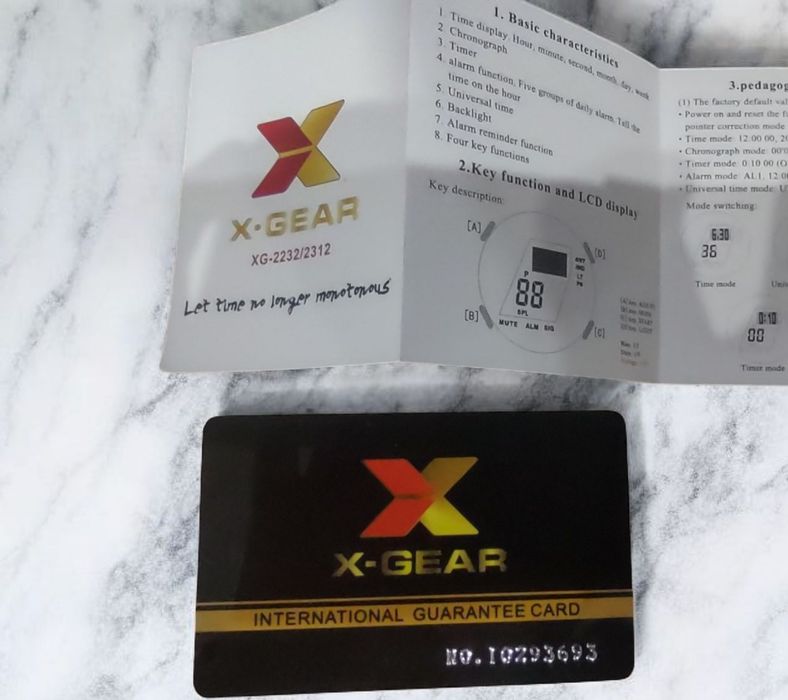 X·GEAR
XG-2232/2312
Let time no longer monotonous
1. Basic characteristics
1 Time display. Hour, minute, second, month, day, week
2 Chronograph
3. Timer
4. alarm function. Five groups of daily alarm. Tell the
time on the hour
5. Universal time
6. Backlight
7. Alarm reminder function
8. Four key functions
2.Key function and LCD display
Key description:
[A]
[D]
P
88
SPL
MUTE ALM SIG
[B]
[C]
3.pedagog
(1) The factory default val
• Power on and reset the f
pointer correction mode
• Time mode: 12:00 00, 20
• Chronograph mode: 00'0
• Timer mode: 0:10 00 (O
• Alarm mode: AL1, 12:0
• Universal time mode: U
Mode switching:
6:30
36
Time mode
Univ
0:10
00
Timer mode
X-GEAR
INTERNATIONAL GUARANTEE CARD
NO.10293693